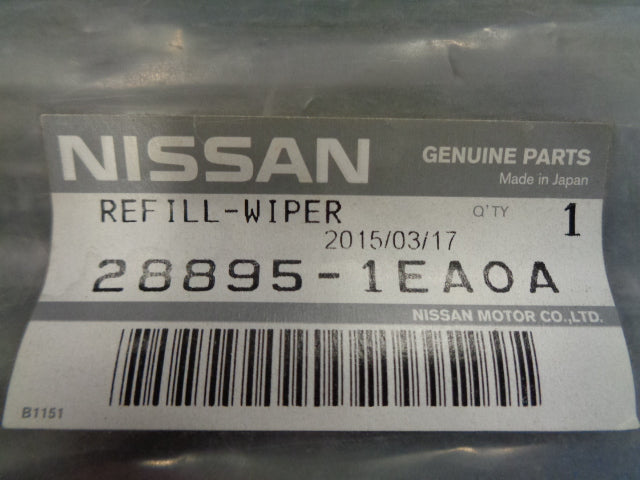 NISSAN GENUINE PARTS
Made in Japan
REFILL-WIPER Q'TY 1
2015/03/17
28895-1EA0A
NISSAN MOTOR CO.,LTD.
B1151